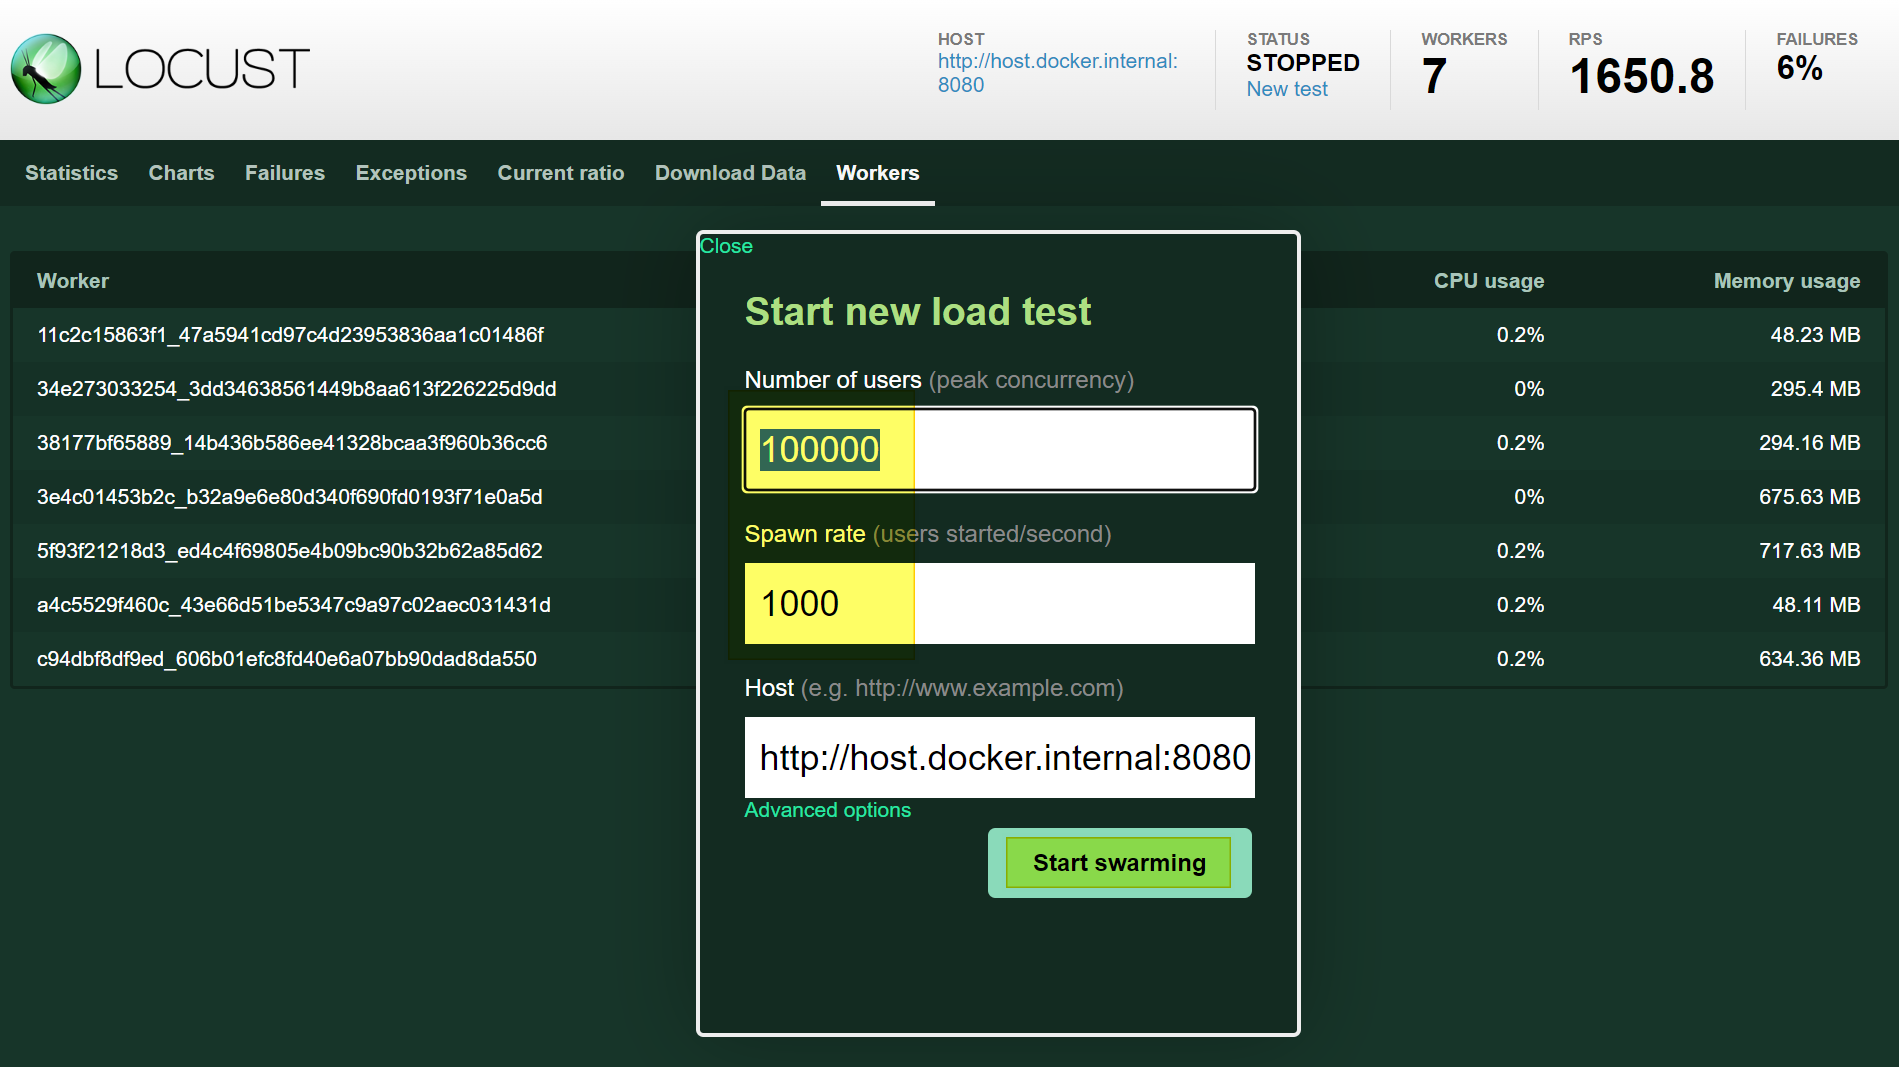 LOCUST
HOST
http://host.docker.internal:
8080
STATUS
STOPPED
New test
WORKERS
7
RPS
1650.8
FAILURES
6%
Statistics Charts Failures Exceptions Current ratio Download Data Workers
Close
Worker CPU usage Memory usage
11c2c15863f1_47a5941cd97c4d23953836aa1c01486f 0.2% 48.23 MB
34e273033254_3dd34638561449b8aa613f226225d9dd 0% 295.4 MB
38177bf65889_14b436b586ee41328bcaa3f960b36cc6 0.2% 294.16 MB
3e4c01453b2c_b32a9e6e80d340f690fd0193f71e0a5d 0% 675.63 MB
5f93f21218d3_ed4c4f69805e4b09bc90b32b62a85d62 0.2% 717.63 MB
a4c5529f460c_43e66d51be5347c9a97c02aec031431d 0.2% 48.11 MB
c94dbf8df9ed_606b01efc8fd40e6a07bb90dad8da550 0.2% 634.36 MB
Start new load test
Number of users (peak concurrency)
100000
Spawn rate (users started/second)
1000
Host (e.g. http://www.example.com)
http://host.docker.internal:8080
Advanced options
Start swarming